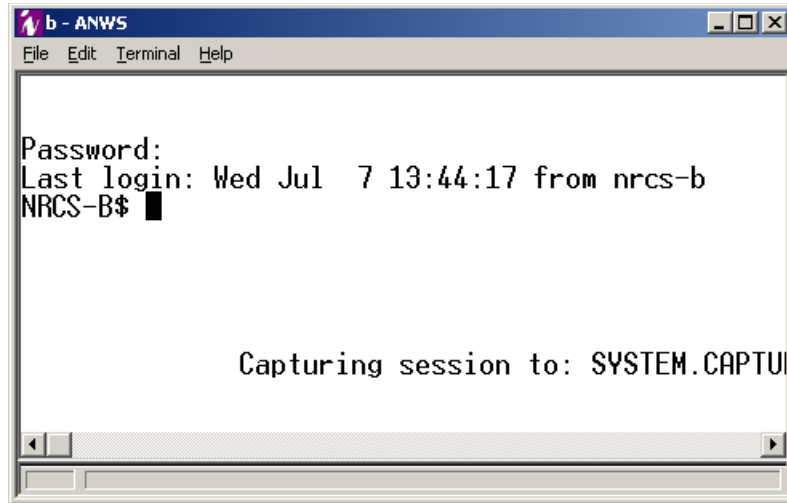 b - ANWS
File Edit Terminal Help
Password:
Last login: Wed Jul  7 13:44:17 from nrcs-b
NRCS-B$
Capturing session to: SYSTEM.CAPTU